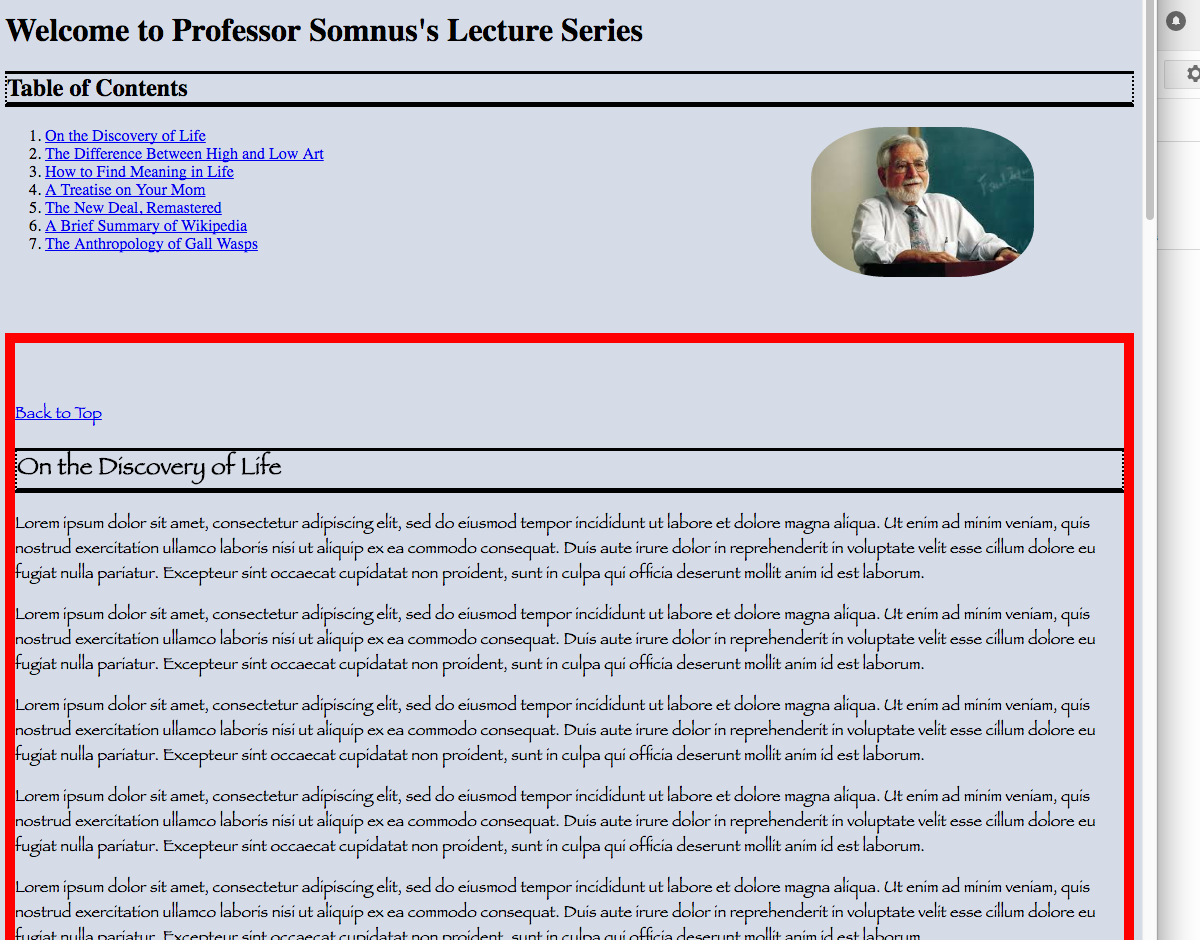 Welcome to Professor Somnus's Lecture Series
Table of Contents
1. On the Discovery of Life
2. The Difference Between High and Low Art
3. How to Find Meaning in Life
4. A Treatise on Your Mom
5. The New Deal, Remastered
6. A Brief Summary of Wikipedia
7. The Anthropology of Gall Wasps
Back to Top
On the Discovery of Life
Lorem ipsum dolor sit amet, consectetur adipiscing elit, sed do eiusmod tempor incididunt ut labore et dolore magna aliqua. Ut enim ad minim veniam, quis
nostrud exercitation ullamco laboris nisi ut aliquip ex ea commodo consequat. Duis aute irure dolor in reprehenderit in voluptate velit esse cillum dolore eu
fugiat nulla pariatur. Excepteur sint occaecat cupidatat non proident, sunt in culpa qui officia deserunt mollit anim id est laborum.
Lorem ipsum dolor sit amet, consectetur adipiscing elit, sed do eiusmod tempor incididunt ut labore et dolore magna aliqua. Ut enim ad minim veniam, quis
nostrud exercitation ullamco laboris nisi ut aliquip ex ea commodo consequat. Duis aute irure dolor in reprehenderit in voluptate velit esse cillum dolore eu
fugiat nulla pariatur. Excepteur sint occaecat cupidatat non proident, sunt in culpa qui officia deserunt mollit anim id est laborum.
Lorem ipsum dolor sit amet, consectetur adipiscing elit, sed do eiusmod tempor incididunt ut labore et dolore magna aliqua. Ut enim ad minim veniam, quis
nostrud exercitation ullamco laboris nisi ut aliquip ex ea commodo consequat. Duis aute irure dolor in reprehenderit in voluptate velit esse cillum dolore eu
fugiat nulla pariatur. Excepteur sint occaecat cupidatat non proident, sunt in culpa qui officia deserunt mollit anim id est laborum.
Lorem ipsum dolor sit amet, consectetur adipiscing elit, sed do eiusmod tempor incididunt ut labore et dolore magna aliqua. Ut enim ad minim veniam, quis
nostrud exercitation ullamco laboris nisi ut aliquip ex ea commodo consequat. Duis aute irure dolor in reprehenderit in voluptate velit esse cillum dolore eu
fugiat nulla pariatur. Excepteur sint occaecat cupidatat non proident, sunt in culpa qui officia deserunt mollit anim id est laborum.
Lorem ipsum dolor sit amet, consectetur adipiscing elit, sed do eiusmod tempor incididunt ut labore et dolore magna aliqua. Ut enim ad minim veniam, quis
nostrud exercitation ullamco laboris nisi ut aliquip ex ea commodo consequat. Duis aute irure dolor in reprehenderit in voluptate velit esse cillum dolore eu
fugiat nulla pariatur. Excepteur sint occaecat cupidatat non proident, sunt in culpa qui officia deserunt mollit anim id est laborum.